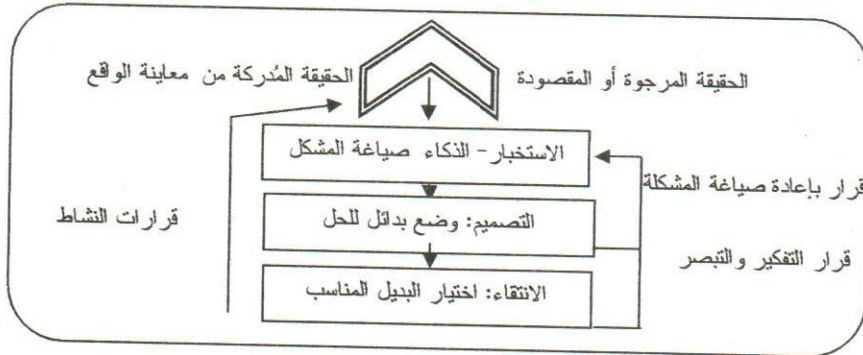 الحقيقة المرجوة أو المقصودة
الحقيقة المُدركة من معاينة الواقع
الاستخبار - الذكاء صياغة المشكل
قرار بإعادة صياغة المشكلة
التصميم: وضع بدائل للحل
قرارات النشاط
قرار التفكير والتبصر
الانتقاء: اختيار البديل المناسب